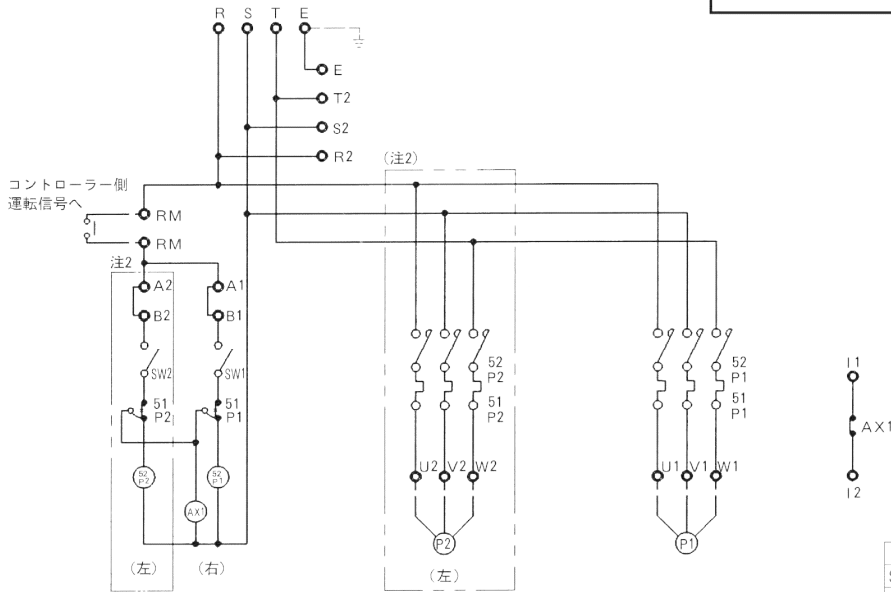 R S T E
E
T2
S2
R2
(注2)
コントローラー側
運転信号へ
RM
RM
注2
A2 A1
B2 B1
SW2 SW1
51
P2
51
P1
52
P2
52
P1
AX1
(左) (右)
52
P2
51
P2
52
P1
51
P1
U2 V2 W2
U1 V1 W1
P2
P1
(左)
I1
AX1
I2
S